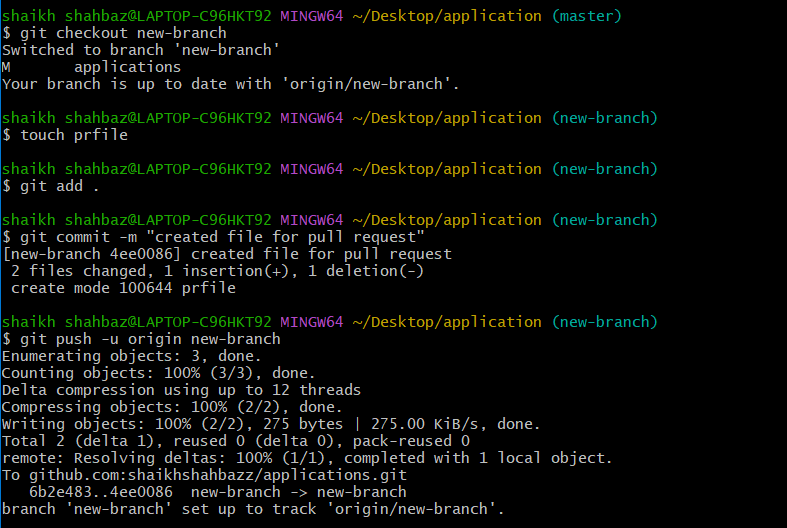 shaikh shahbaz@LAPTOP-C96HKT92 MINGW64 ~/Desktop/application (master)
$ git checkout new-branch
Switched to branch 'new-branch'
M       applications
Your branch is up to date with 'origin/new-branch'.
shaikh shahbaz@LAPTOP-C96HKT92 MINGW64 ~/Desktop/application (new-branch)
$ touch prfile
shaikh shahbaz@LAPTOP-C96HKT92 MINGW64 ~/Desktop/application (new-branch)
$ git add .
shaikh shahbaz@LAPTOP-C96HKT92 MINGW64 ~/Desktop/application (new-branch)
$ git commit -m "created file for pull request"
[new-branch 4ee0086] created file for pull request
 2 files changed, 1 insertion(+), 1 deletion(-)
 create mode 100644 prfile
shaikh shahbaz@LAPTOP-C96HKT92 MINGW64 ~/Desktop/application (new-branch)
$ git push -u origin new-branch
Enumerating objects: 3, done.
Counting objects: 100% (3/3), done.
Delta compression using up to 12 threads
Compressing objects: 100% (2/2), done.
Writing objects: 100% (2/2), 275 bytes | 275.00 KiB/s, done.
Total 2 (delta 1), reused 0 (delta 0), pack-reused 0
remote: Resolving deltas: 100% (1/1), completed with 1 local object.
To github.com:shaikhshahbazz/applications.git
   6b2e483..4ee0086  new-branch -> new-branch
branch 'new-branch' set up to track 'origin/new-branch'.